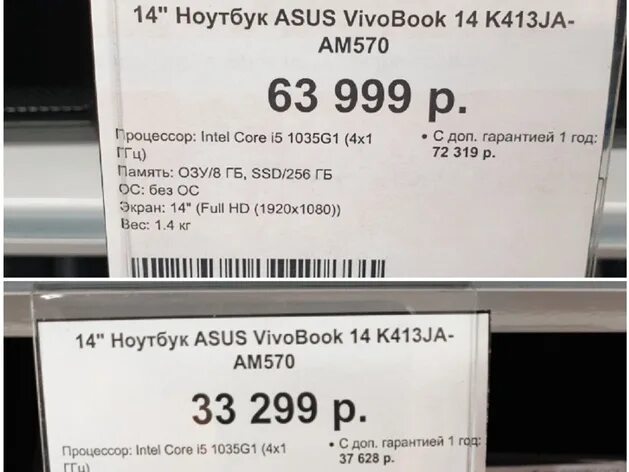 14" Ноутбук ASUS VivoBook 14 K413JA-
AM570
63 999 р.
Процессор: Intel Core i5 1035G1 (4x1
ГГц)
Память: ОЗУ/8 ГБ, SSD/256 ГБ
ОС: без ОС
Экран: 14" (Full HD (1920x1080))
Вес: 1.4 кг
• С доп. гарантией 1 год:
72 319 р.
14" Ноутбук ASUS VivoBook 14 K413JA-
AM570
33 299 р.
Процессор: Intel Core i5 1035G1 (4x1
ГГц)
• С доп. гарантией 1 год:
37 628 р.